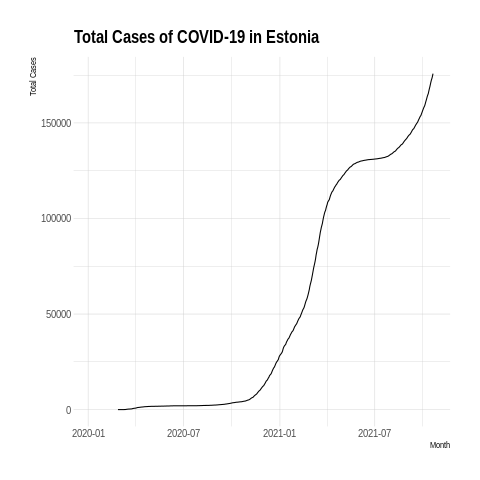 Total Cases of COVID-19 in Estonia
Total Cases
150000
100000
50000
0
2020-01 2020-07 2021-01 2021-07
Month